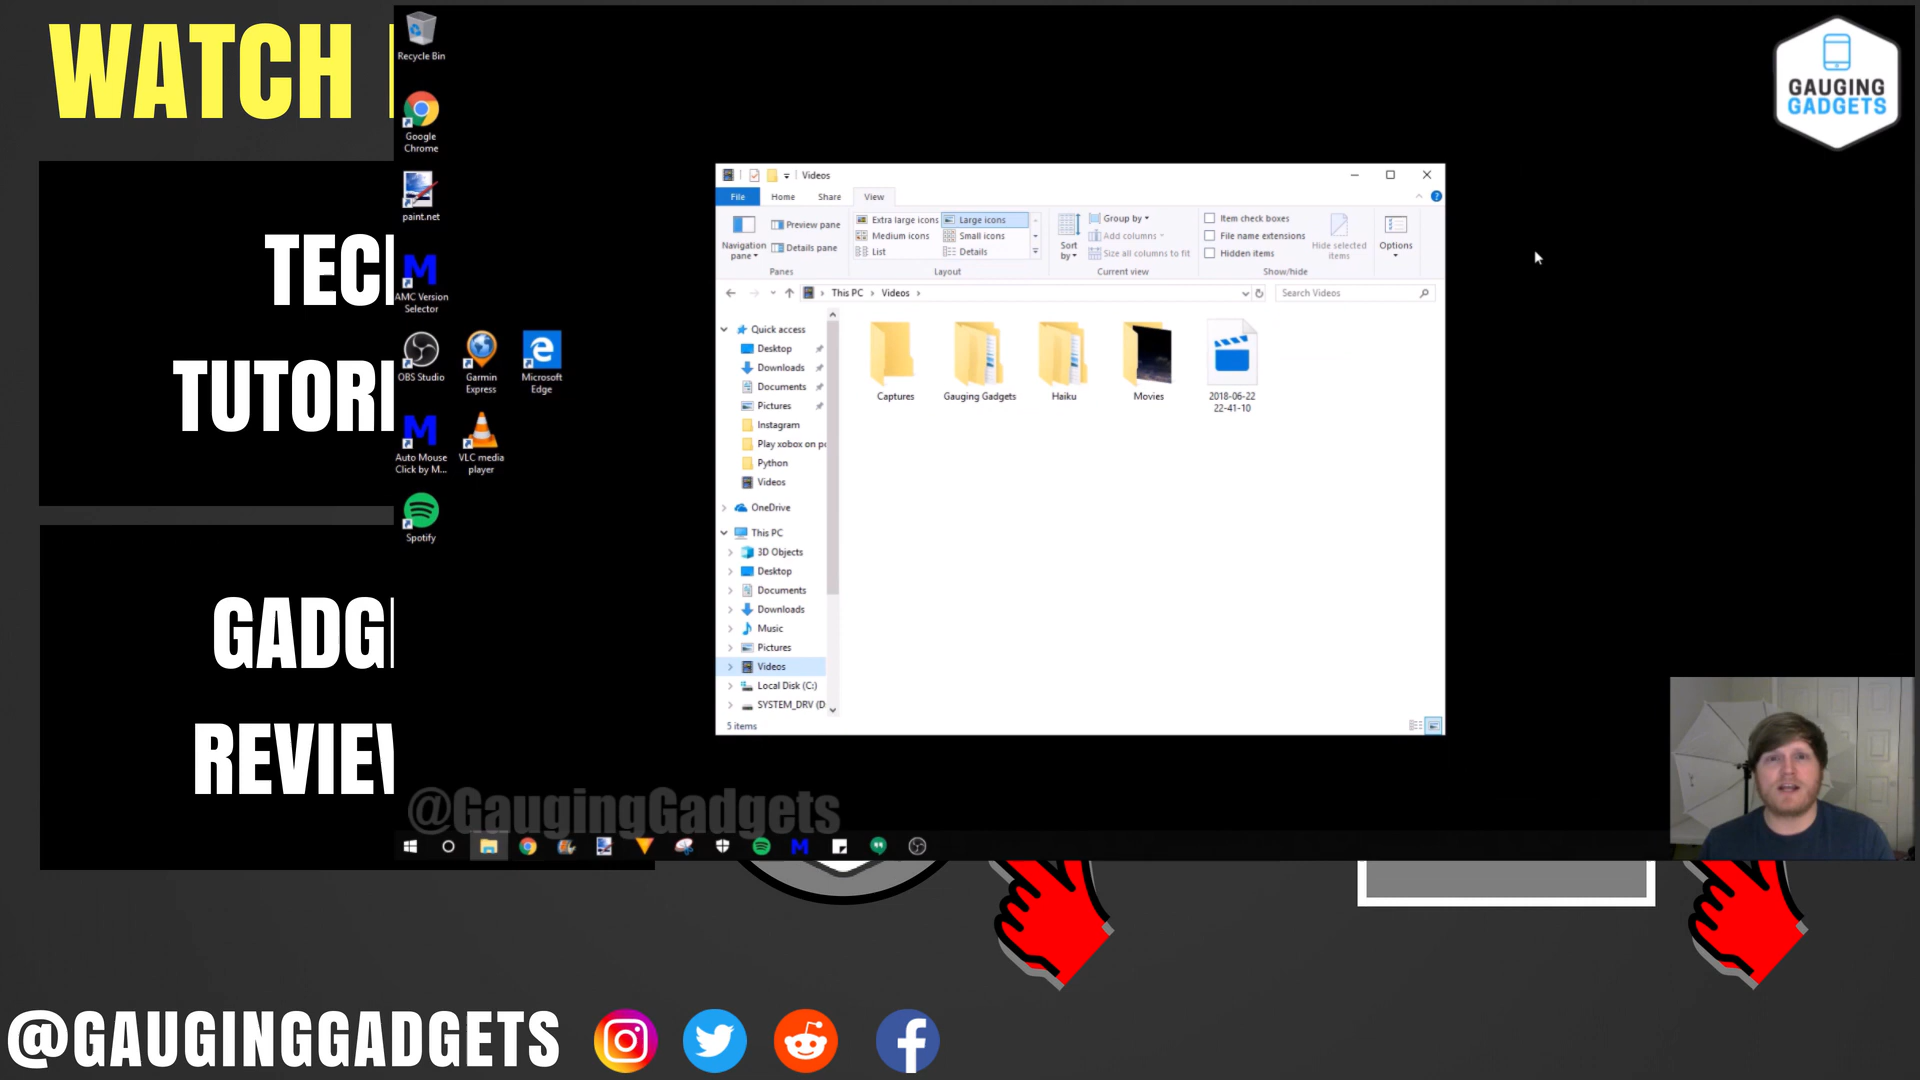 WATCH
TECH
TUTORI
GADG
REVIEW
Recycle Bin
Google
Chrome
paint.net
AMC Version
Selector
OBS Studio
Garmin
Express
Microsoft
Edge
Auto Mouse
Click by M...
VLC media
player
Spotify
GAUGING
GADGETS
Videos
File
Home
Share
View
Navigation
pane
Preview pane
Details pane
Panes
Extra large icons
Large icons
Medium icons
Small icons
List
Details
Layout
Sort
by
Group by
Add columns
Size all columns to fit
Current view
Item check boxes
File name extensions
Hidden items
Hide selected
items
Show/hide
Options
This PC
Videos
Search Videos
Quick access
Desktop
Downloads
Documents
Pictures
Instagram
Play xobox on pc
Python
Videos
OneDrive
This PC
3D Objects
Desktop
Documents
Downloads
Music
Pictures
Videos
Local Disk (C:)
SYSTEM_DRV (D
Captures
Gauging Gadgets
Haiku
Movies
2018-06-22
22-41-10
5 items
@GaugingGadgets
@GAUGINGGADGETS